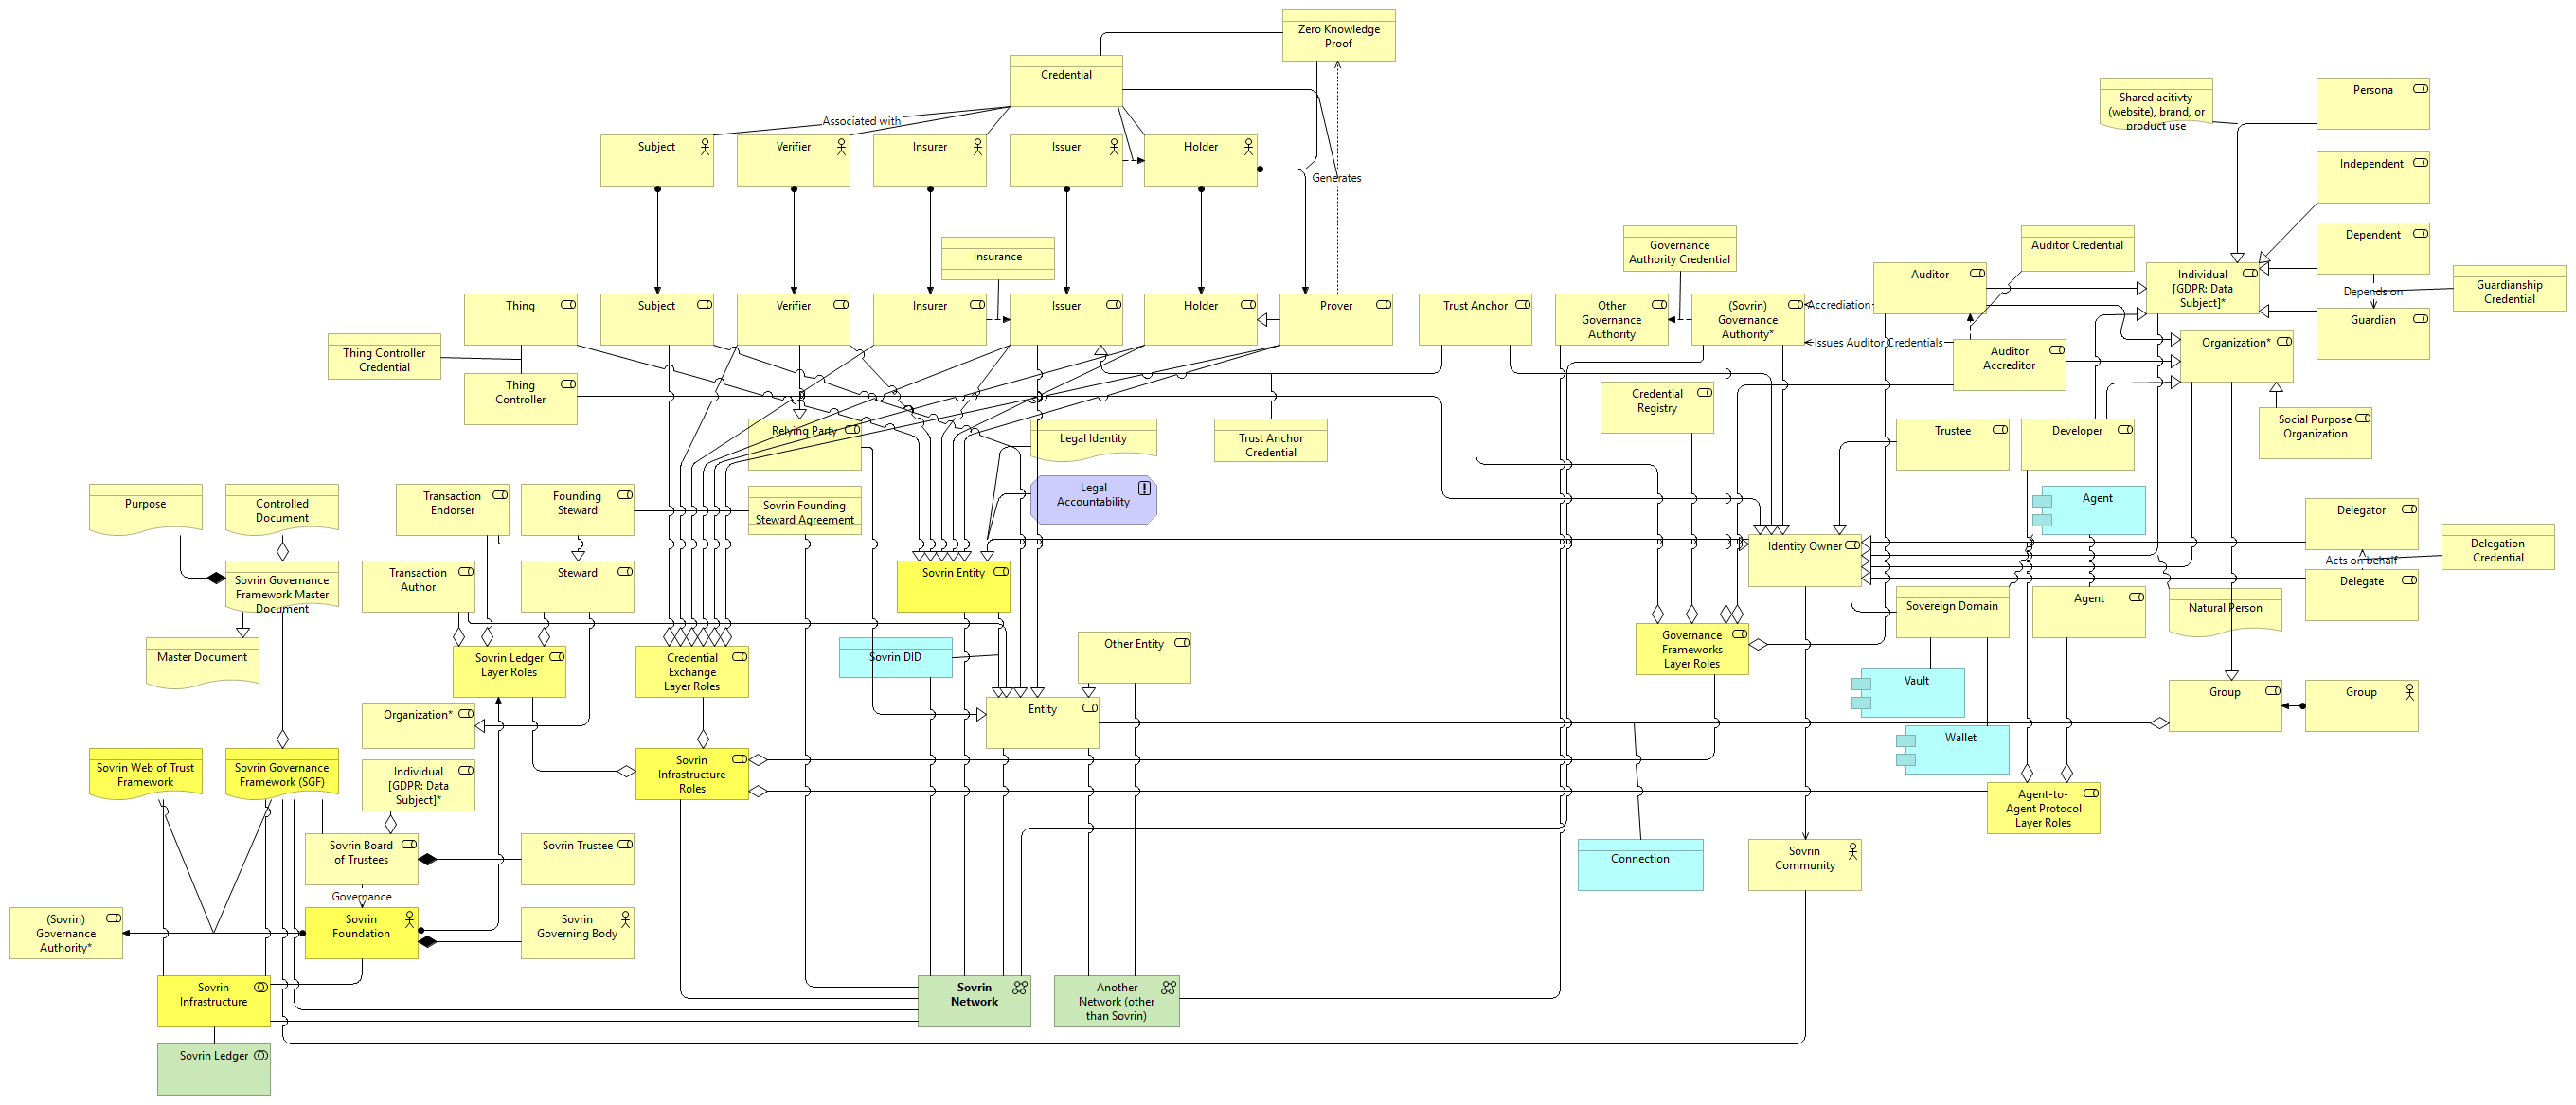 Zero Knowledge
Proof
Credential
Associated with
Shared acitivty
(website), brand, or
product use
Persona
Subject
Verifier
Insurer
Issuer
Holder
Generates
Independent
Insurance
Governance
Authority Credential
Auditor Credential
Dependent
Depends on
Guardianship
Credential
Thing
Subject
Verifier
Insurer
Issuer
Holder
Prover
Trust Anchor
Other
Governance
Authority
(Sovrin)
Governance
Authority*
Accrediation
Auditor
Individual
[GDPR: Data
Subject]*
Guardian
Thing Controller
Credential
Issues Auditor Credentials
Auditor
Accreditor
Organization*
Thing
Controller
Credential
Registry
Relying Party
Legal Identity
Trust Anchor
Credential
Trustee
Developer
Social Purpose
Organization
Purpose
Controlled
Document
Transaction
Endorser
Founding
Steward
Sovrin Founding
Steward Agreement
Legal
Accountability
Agent
Delegator
Identity Owner
Delegation
Credential
Acts on behalf
Sovrin Governance
Framework Master
Document
Transaction
Author
Steward
Sovrin Entity
Sovereign Domain
Agent
Natural Person
Delegate
Master Document
Sovrin Ledger
Layer Roles
Credential
Exchange
Layer Roles
Sovrin DID
Other Entity
Governance
Frameworks
Layer Roles
Vault
Group
Group
Organization*
Entity
Wallet
Sovrin Web of Trust
Framework
Sovrin Governance
Framework (SGF)
Individual
[GDPR: Data
Subject]*
Sovrin
Infrastructure
Roles
Agent-to-
Agent Protocol
Layer Roles
Sovrin Board
of Trustees
Sovrin Trustee
Connection
Sovrin
Community
Governance
(Sovrin)
Governance
Authority*
Sovrin
Foundation
Sovrin
Governing Body
Sovrin
Infrastructure
Sovrin
Network
Another
Network (other
than Sovrin)
Sovrin Ledger